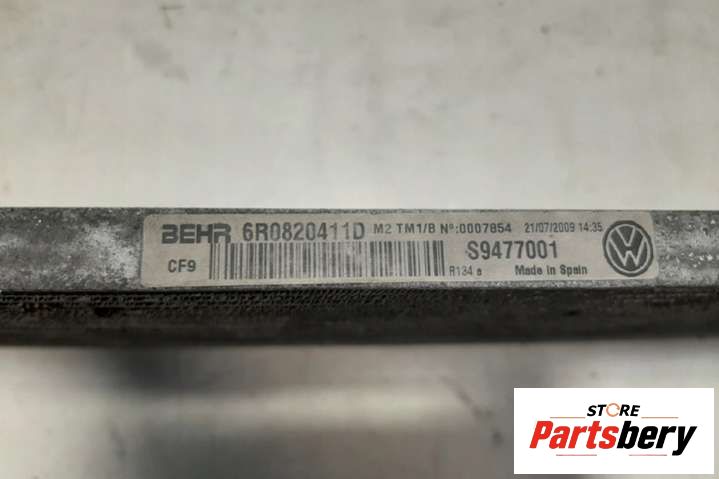 BEHR 6R0820411D M2 TM1/B Nº:0007854 21/07/2009 14:35
CF9 S9477001
R134 a Made in Spain
STORE
Partsbery